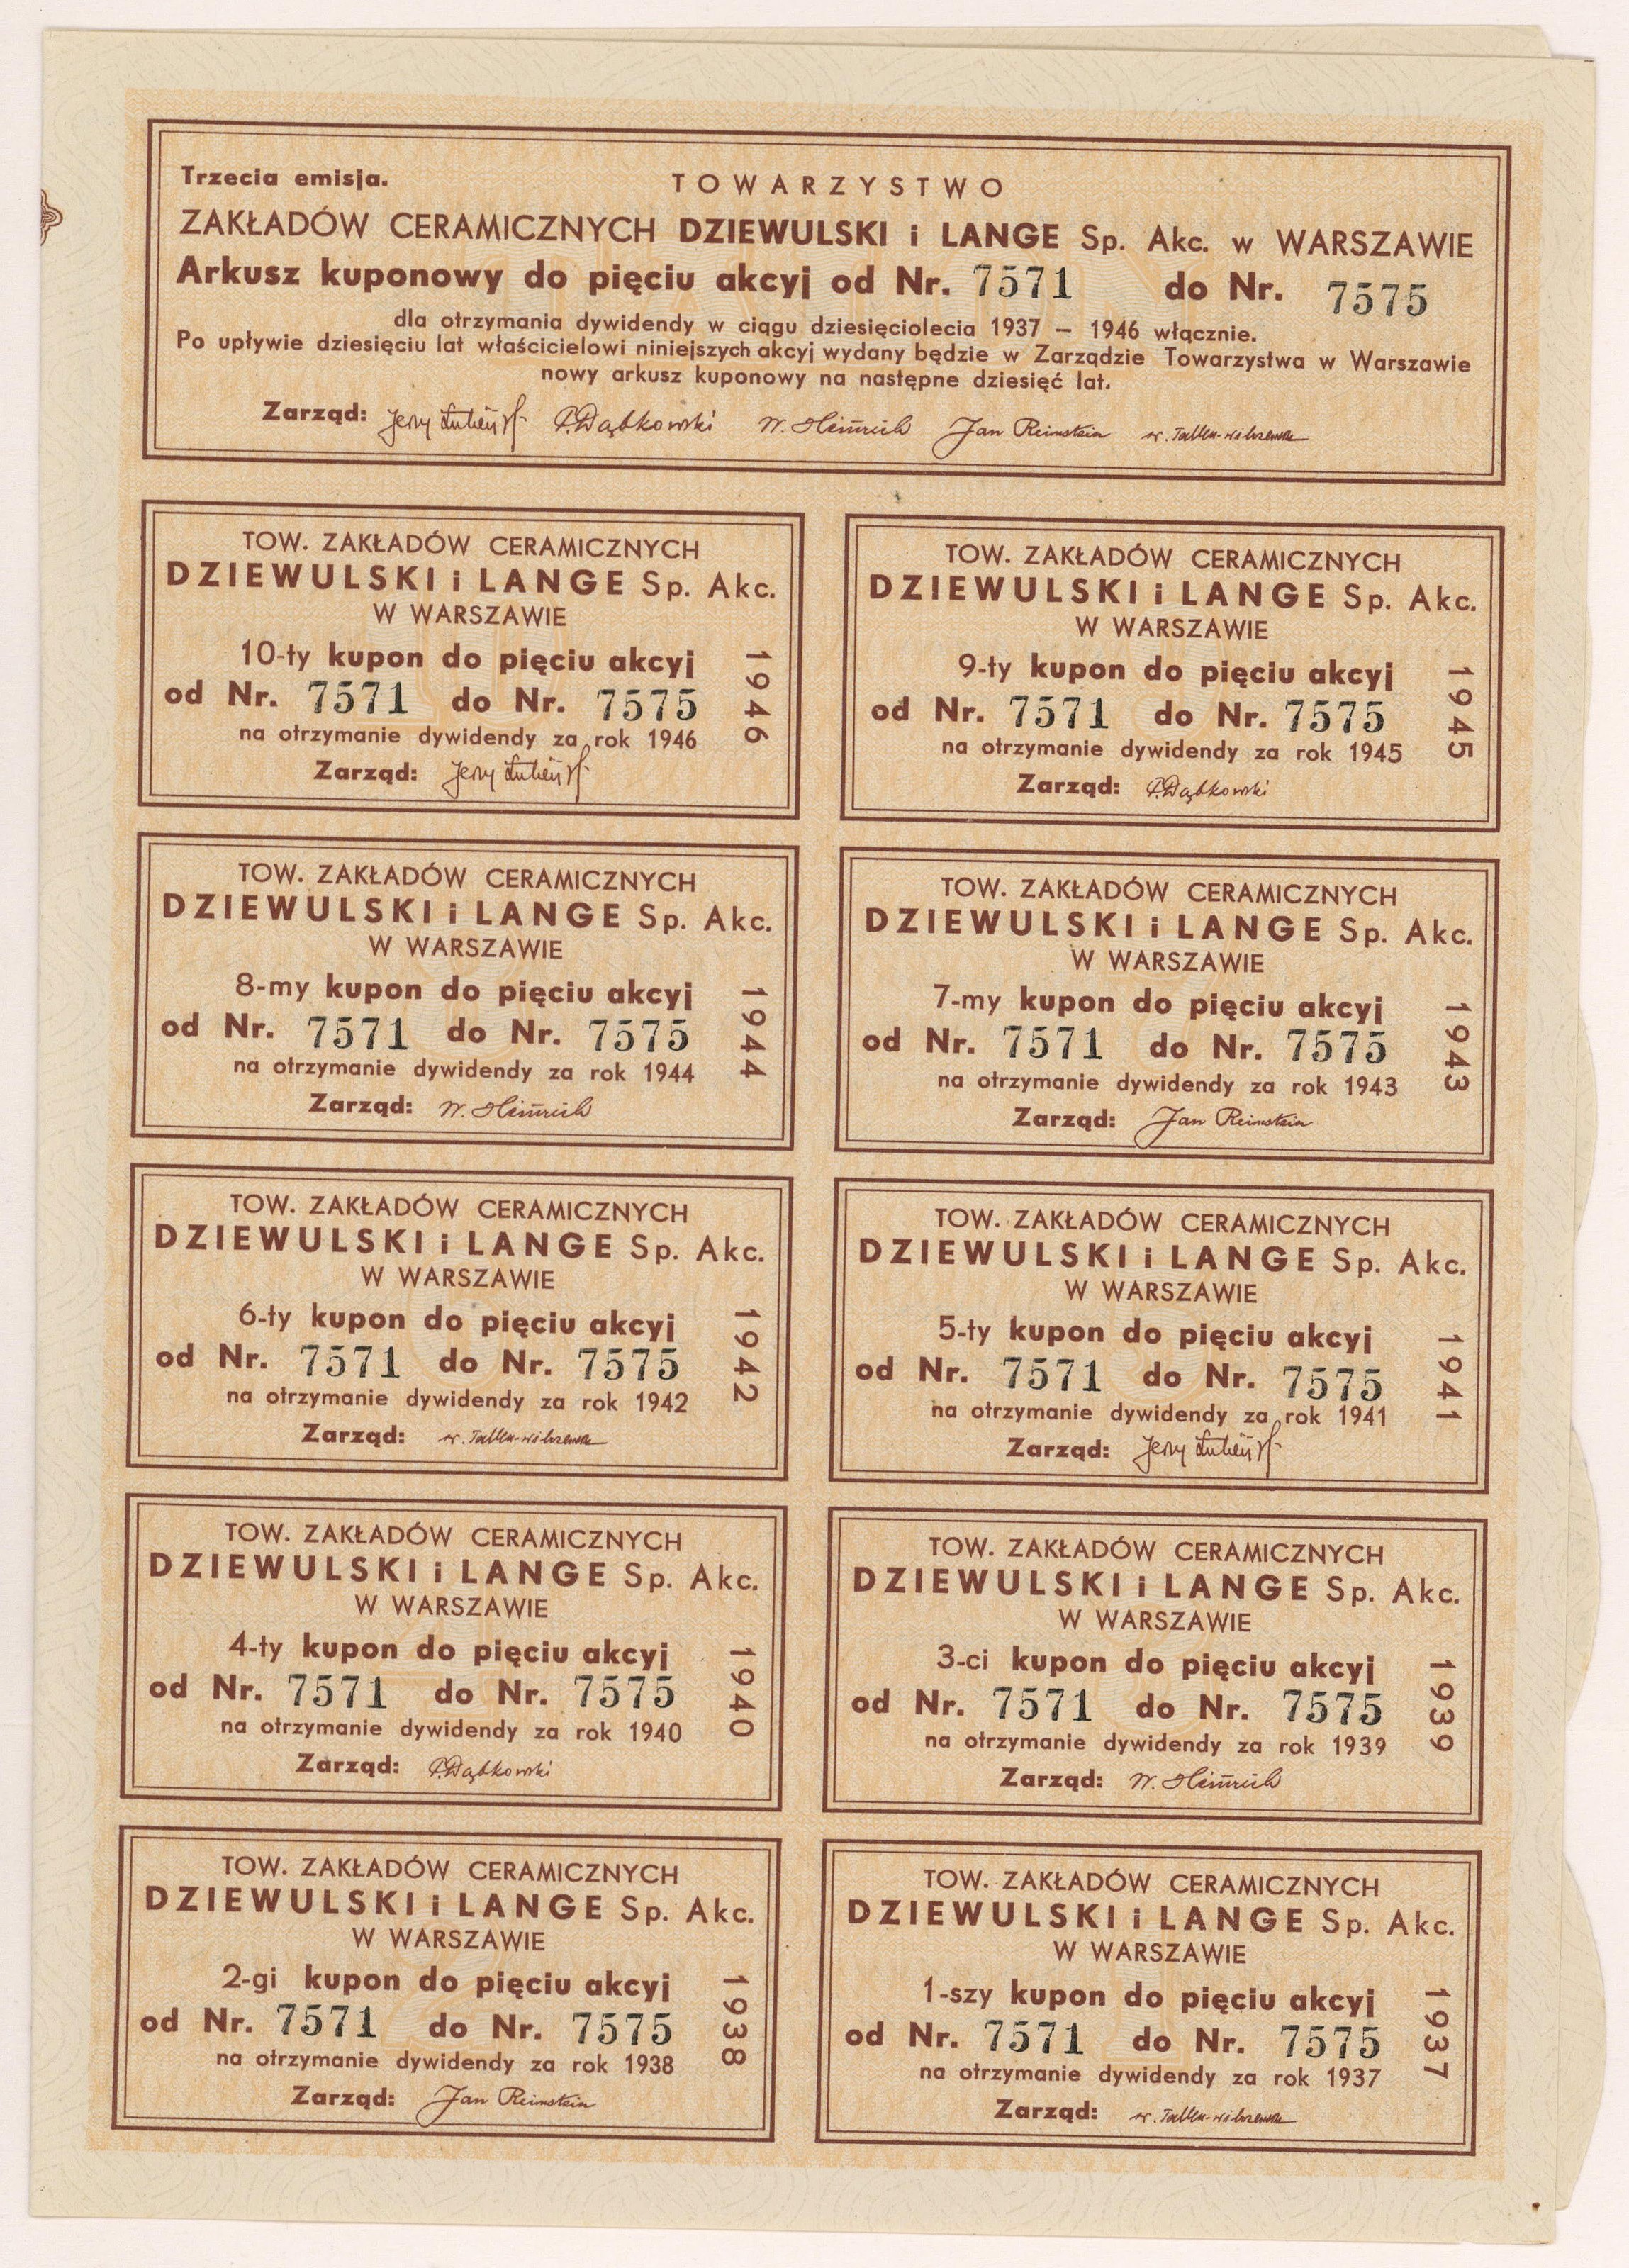 Trzecia emisja.
TOWARZYSTWO
ZAKŁADÓW CERAMICZNYCH DZIEWULSKI i LANGE Sp. Akc. w WARSZAWIE
Arkusz kuponowy do pięciu akcyj od Nr. 7571 do Nr. 7575
dla otrzymania dywidendy w ciągu dziesięciolecia 1937 — 1946 włącznie.
Po upływie dziesięciu lat właścicielowi niniejszych akcyj wydany będzie w Zarządzie Towarzystwa w Warszawie
nowy arkusz kuponowy na następne dziesięć lat.
Zarząd: Jerzy P. Dąbkowski W. Heinrich Jan Reinstein
TOW. ZAKŁADÓW CERAMICZNYCH
DZIEWULSKI i LANGE Sp. Akc.
W WARSZAWIE
10-ty kupon do pięciu akcyj
od Nr. 7571 do Nr. 7575
na otrzymanie dywidendy za rok 1946
Zarząd: Jerzy
1946
TOW. ZAKŁADÓW CERAMICZNYCH
DZIEWULSKI i LANGE Sp. Akc.
W WARSZAWIE
9-ty kupon do pięciu akcyj
od Nr. 7571 do Nr. 7575
na otrzymanie dywidendy za rok 1945
Zarząd: P. Dąbkowski
1945
TOW. ZAKŁADÓW CERAMICZNYCH
DZIEWULSKI i LANGE Sp. Akc.
W WARSZAWIE
8-my kupon do pięciu akcyj
od Nr. 7571 do Nr. 7575
na otrzymanie dywidendy za rok 1944
Zarząd: W. Heinrich
1944
TOW. ZAKŁADÓW CERAMICZNYCH
DZIEWULSKI i LANGE Sp. Akc.
W WARSZAWIE
7-my kupon do pięciu akcyj
od Nr. 7571 do Nr. 7575
na otrzymanie dywidendy za rok 1943
Zarząd: Jan Reinstein
1943
TOW. ZAKŁADÓW CERAMICZNYCH
DZIEWULSKI i LANGE Sp. Akc.
W WARSZAWIE
6-ty kupon do pięciu akcyj
od Nr. 7571 do Nr. 7575
na otrzymanie dywidendy za rok 1942
Zarząd:
1942
TOW. ZAKŁADÓW CERAMICZNYCH
DZIEWULSKI i LANGE Sp. Akc.
W WARSZAWIE
5-ty kupon do pięciu akcyj
od Nr. 7571 do Nr. 7575
na otrzymanie dywidendy za rok 1941
Zarząd: Jerzy
1941
TOW. ZAKŁADÓW CERAMICZNYCH
DZIEWULSKI i LANGE Sp. Akc.
W WARSZAWIE
4-ty kupon do pięciu akcyj
od Nr. 7571 do Nr. 7575
na otrzymanie dywidendy za rok 1940
Zarząd: P. Dąbkowski
1940
TOW. ZAKŁADÓW CERAMICZNYCH
DZIEWULSKI i LANGE Sp. Akc.
W WARSZAWIE
3-ci kupon do pięciu akcyj
od Nr. 7571 do Nr. 7575
na otrzymanie dywidendy za rok 1939
Zarząd: W. Heinrich
1939
TOW. ZAKŁADÓW CERAMICZNYCH
DZIEWULSKI i LANGE Sp. Akc.
W WARSZAWIE
2-gi kupon do pięciu akcyj
od Nr. 7571 do Nr. 7575
na otrzymanie dywidendy za rok 1938
Zarząd: Jan Reinstein
1938
TOW. ZAKŁADÓW CERAMICZNYCH
DZIEWULSKI i LANGE Sp. Akc.
W WARSZAWIE
1-szy kupon do pięciu akcyj
od Nr. 7571 do Nr. 7575
na otrzymanie dywidendy za rok 1937
Zarząd:
1937